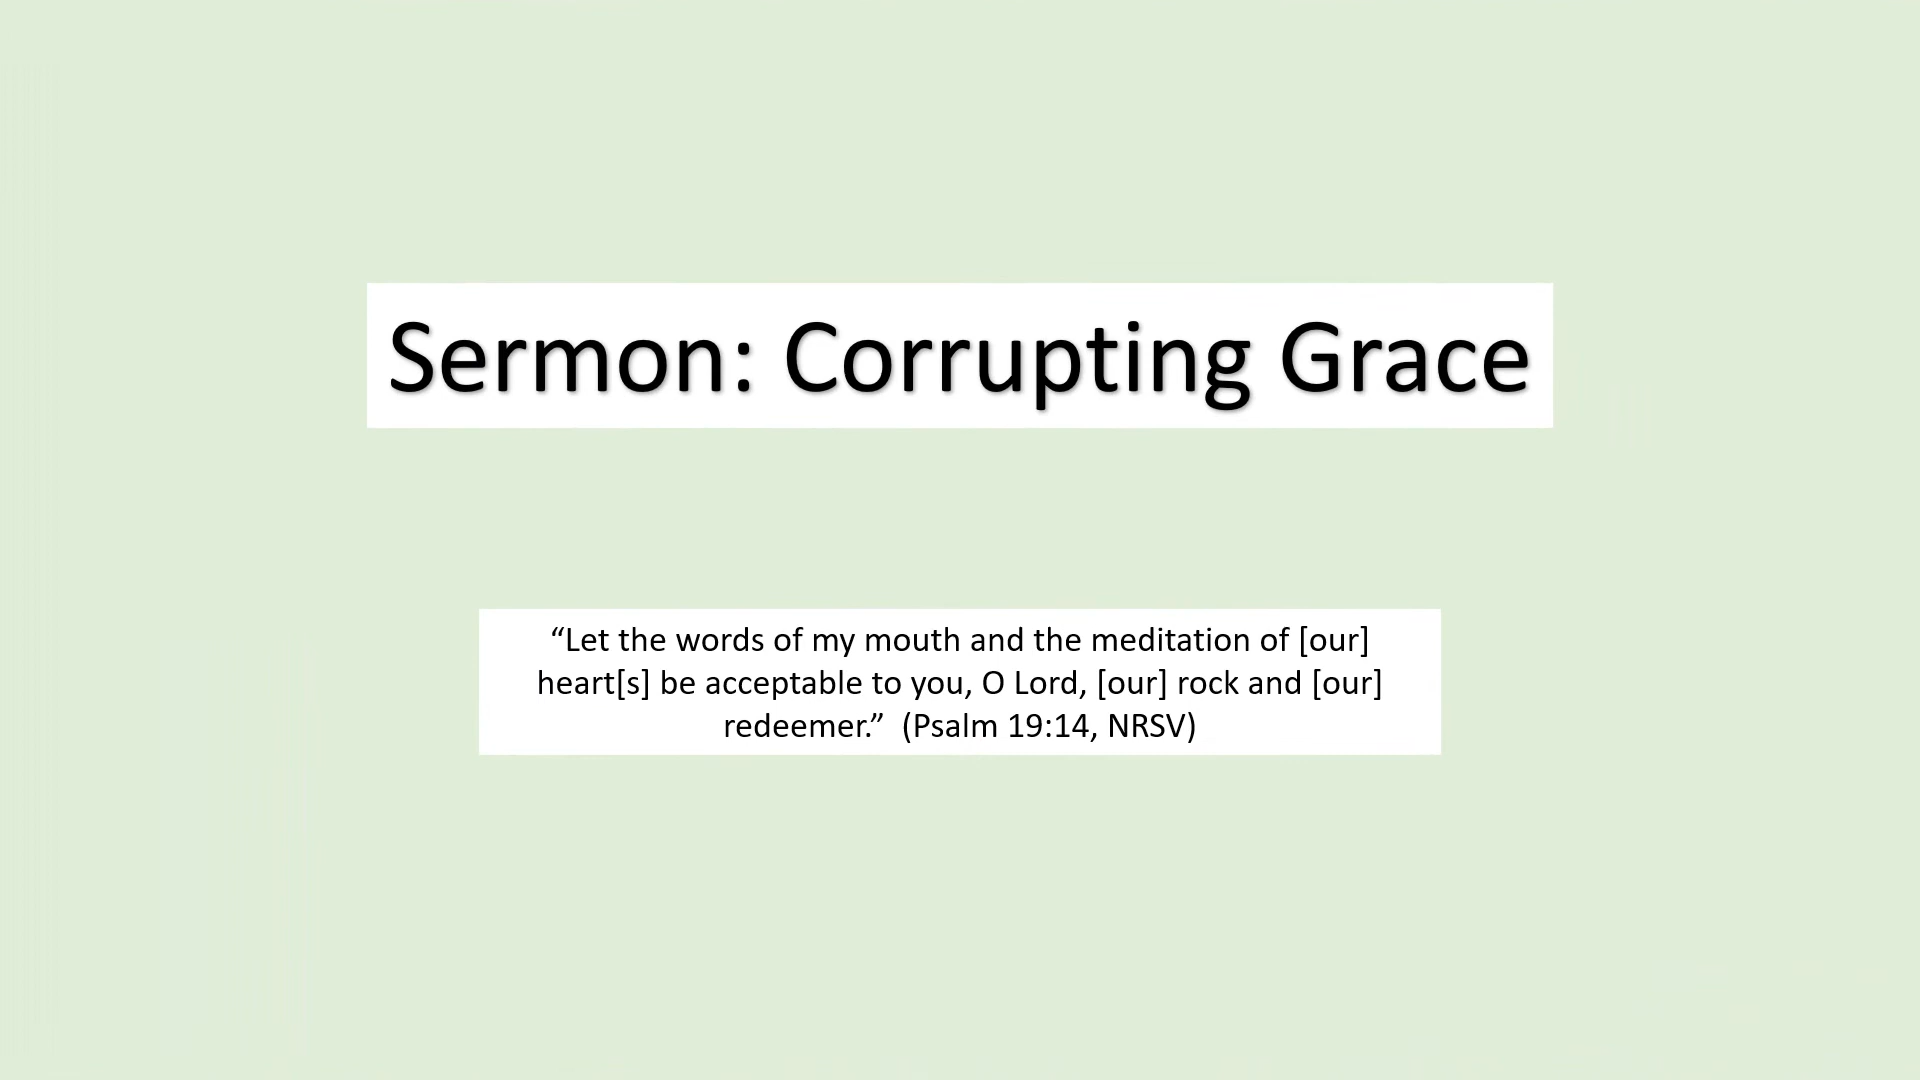 Sermon: Corrupting Grace
“Let the words of my mouth and the meditation of [our]
heart[s] be acceptable to you, O Lord, [our] rock and [our]
redeemer.”  (Psalm 19:14, NRSV)